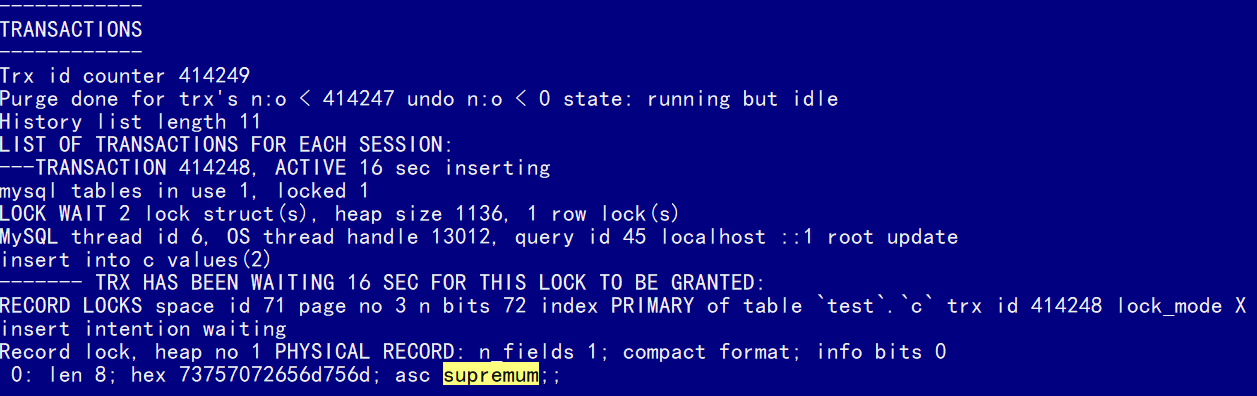 ------------
TRANSACTIONS
------------
Trx id counter 414249
Purge done for trx's n:o < 414247 undo n:o < 0 state: running but idle
History list length 11
LIST OF TRANSACTIONS FOR EACH SESSION:
---TRANSACTION 414248, ACTIVE 16 sec inserting
mysql tables in use 1, locked 1
LOCK WAIT 2 lock struct(s), heap size 1136, 1 row lock(s)
MySQL thread id 6, OS thread handle 13012, query id 45 localhost ::1 root update
insert into c values(2)
------- TRX HAS BEEN WAITING 16 SEC FOR THIS LOCK TO BE GRANTED:
RECORD LOCKS space id 71 page no 3 n bits 72 index PRIMARY of table `test`.`c` trx id 414248 lock_mode X
insert intention waiting
Record lock, heap no 1 PHYSICAL RECORD: n_fields 1; compact format; info bits 0
 0: len 8; hex 73757072656d756d; asc supremum;;